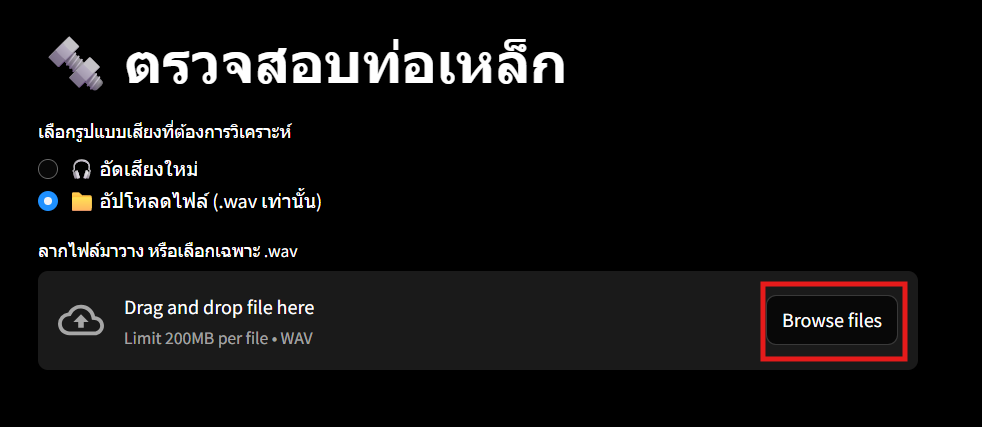 ตรวจสอบท่อเหล็ก
เลือกรูปแบบเสียงที่ต้องการวิเคราะห์
อัดเสียงใหม่
อัปโหลดไฟล์ (.wav เท่านั้น)
ลากไฟล์มาวาง หรือเลือกเฉพาะ .wav
Drag and drop file here
Limit 200MB per file • WAV
Browse files